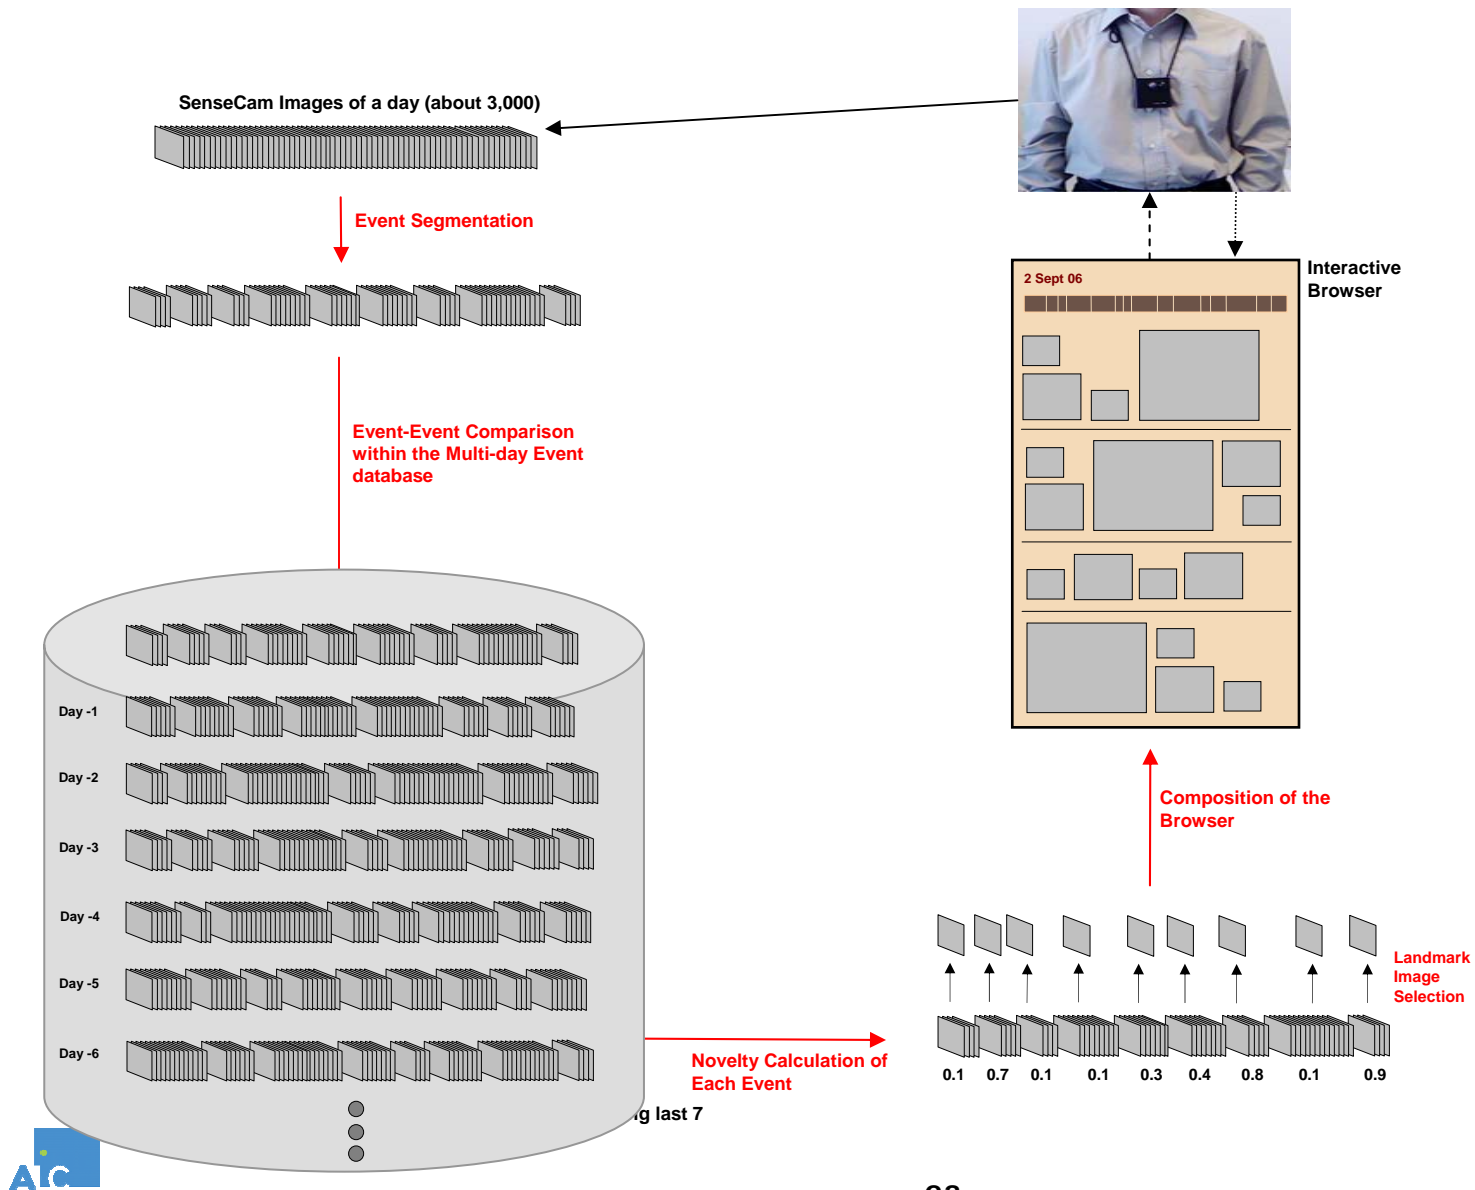 SenseCam Images of a day (about 3,000)
Event Segmentation
Event-Event Comparison
within the Multi-day Event
database
Day -1
Day -2
Day -3
Day -4
Day -5
Day -6
Novelty Calculation of
Each Event
last 7
0.1 0.7 0.1 0.1 0.3 0.4 0.8 0.1 0.9
Landmark
Image
Selection
Composition of the
Browser
2 Sept 06
Interactive
Browser
AIC